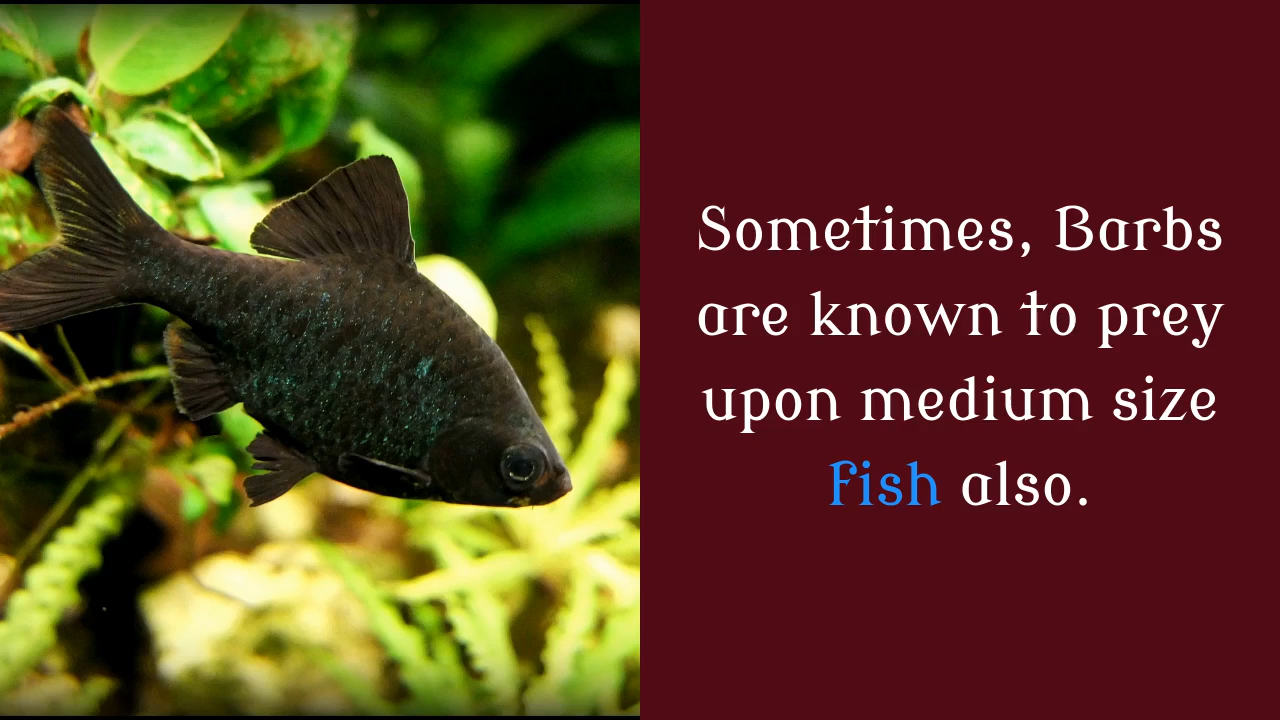 Sometimes, Barbs
are known to prey
upon medium size
Fish also.